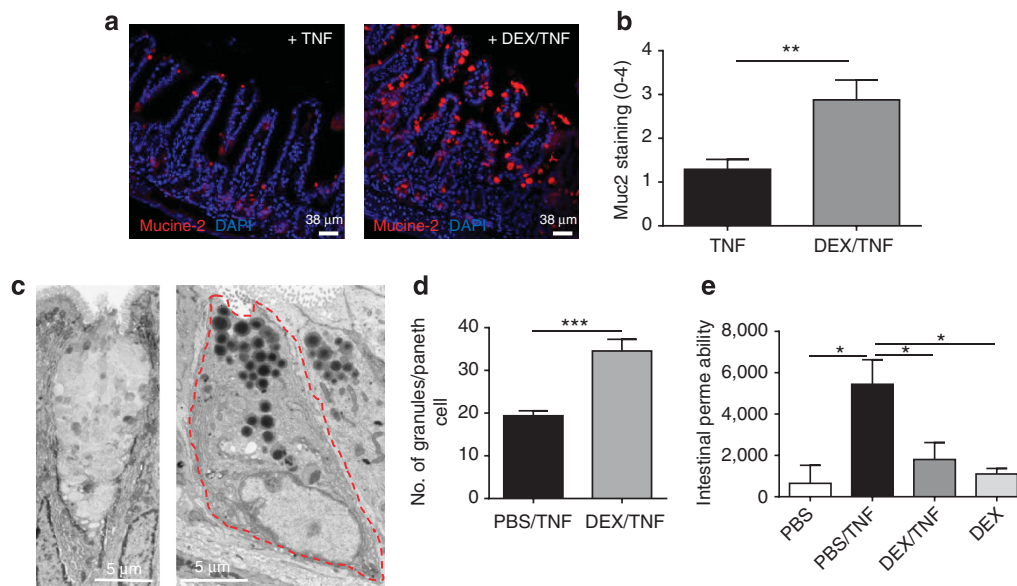 a
+ TNF
Mucine-2 DAPI
38 µm
+ DEX/TNF
Mucine-2 DAPI
38 µm
b
Muc2 staining (0-4)
4
3
2
1
0
**
TNF
DEX/TNF
c
5 µm
5 µm
d
No. of granules/paneth
cell
40
30
20
10
0
***
PBS/TNF
DEX/TNF
e
Intestinal perme ability
8,000
6,000
4,000
2,000
0
*
*
*
PBS
PBS/TNF
DEX/TNF
DEX